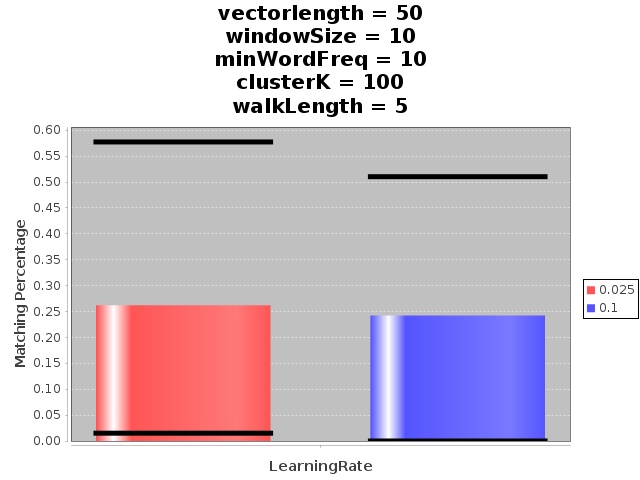 vectorlength = 50
windowSize = 10
minWordFreq = 10
clusterK = 100
walkLength = 5
Matching Percentage
0.60
0.55
0.50
0.45
0.40
0.35
0.30
0.25
0.20
0.15
0.10
0.05
0.00
LearningRate
0.025
0.1